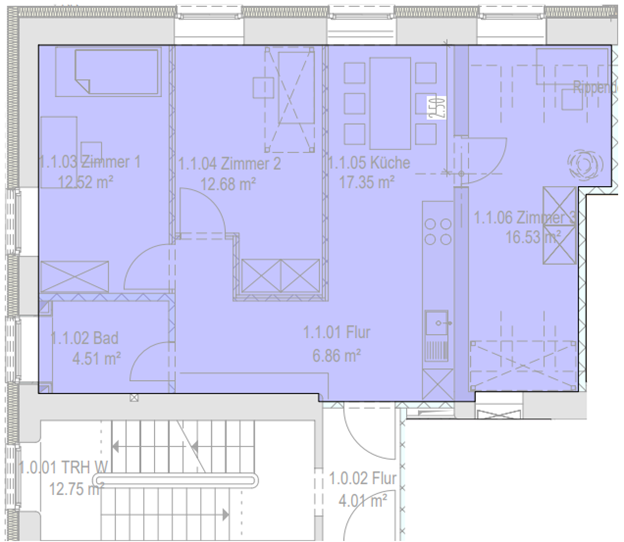 2.50
Rippend
1.1.03 Zimmer 1
12.52 m²
1.1.04 Zimmer 2
12.68 m²
1.1.05 Küche
17.35 m²
1.1.06 Zimmer 3
16.53 m²
1.1.02 Bad
4.51 m²
1.1.01 Flur
6.86 m²
1.0.01 TRH W
12.75 m²
1.0.02 Flur
4.01 m²